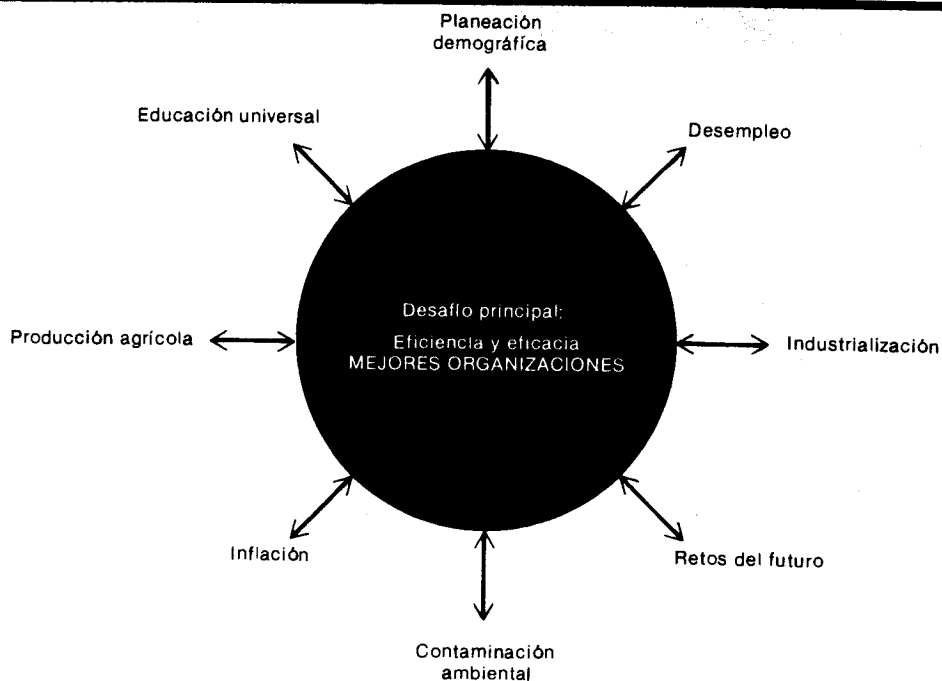 Planeación
demográfica
Educación universal
Desempleo
Desafío principal:
Eficiencia y eficacia
MEJORES ORGANIZACIONES
Producción agrícola
Industrialización
Inflación
Retos del futuro
Contaminación
ambiental